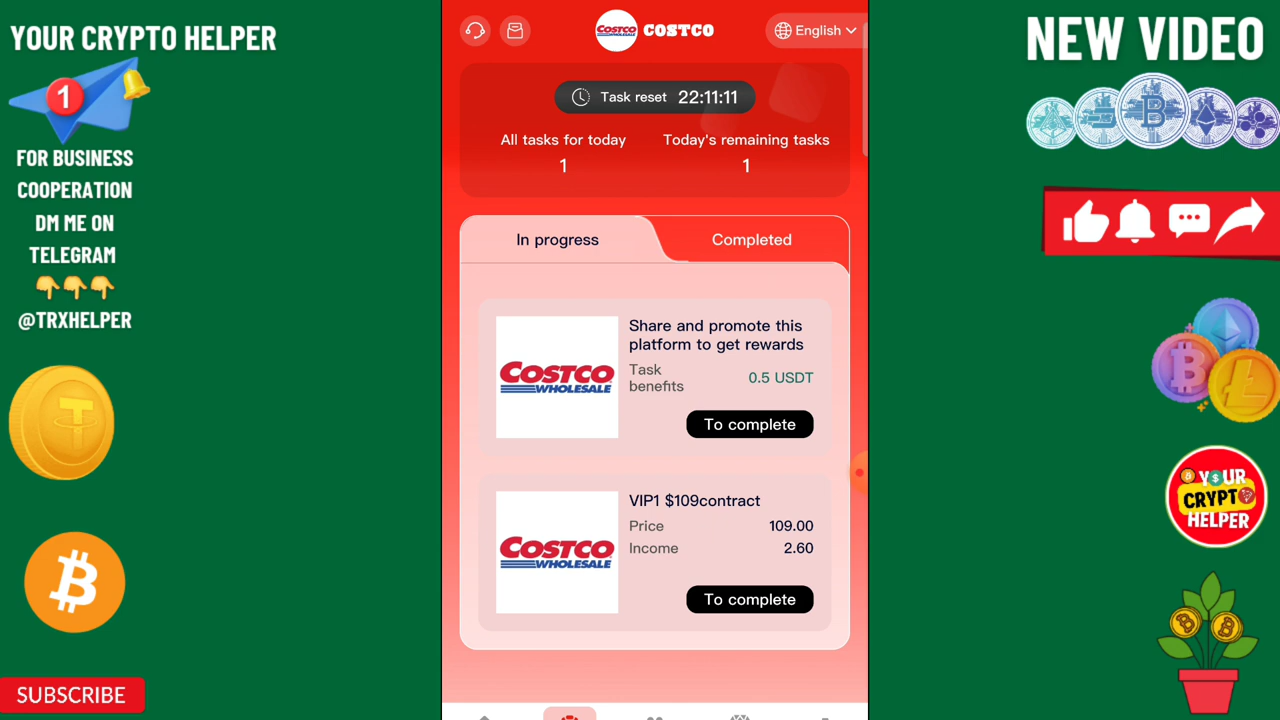 YOUR CRYPTO HELPER
1
FOR BUSINESS
COOPERATION
DM ME ON
TELEGRAM
@TRXHELPER
SUBSCRIBE
COSTCO
WHOLESALE
COSTCO
English
Task reset 22:11:11
All tasks for today
1
Today's remaining tasks
1
In progress
Completed
COSTCO
WHOLESALE
Share and promote this
platform to get rewards
Task
benefits
0.5 USDT
To complete
COSTCO
WHOLESALE
VIP1 $109contract
Price 109.00
Income 2.60
To complete
NEW VIDEO
YOUR
CRYPTO
HELPER